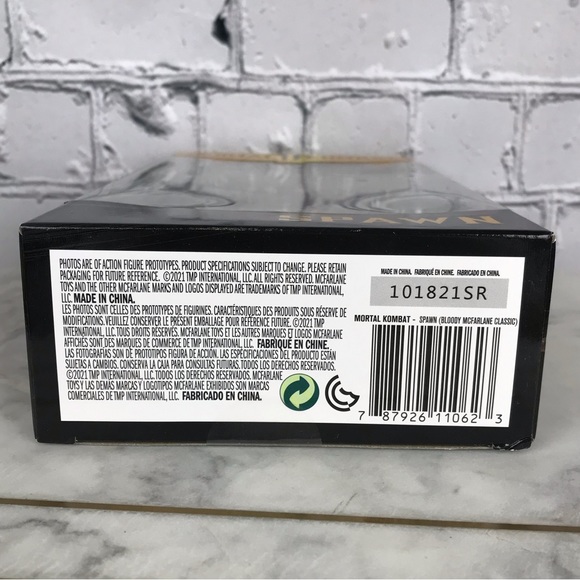 SPAWN
PHOTOS ARE OF ACTION FIGURE PROTOTYPES. PRODUCT SPECIFICATIONS SUBJECT TO CHANGE. PLEASE RETAIN
PACKAGING FOR FUTURE REFERENCE. ©2021 TMP INTERNATIONAL, LLC. ALL RIGHTS RESERVED. MCFARLANE
TOYS AND THE OTHER MCFARLANE MARKS AND LOGOS DISPLAYED ARE TRADEMARKS OF TMP INTERNATIONAL,
LLC. MADE IN CHINA.
LES PHOTOS SONT CELLES DES PROTOTYPES DE FIGURINES. CARACTÉRISTIQUES DES PRODUITS SOUS RÉSERVE DE
MODIFICATIONS. VEUILLEZ CONSERVER LE PRÉSENT EMBALLAGE POUR RÉFÉRENCE FUTURE. ©2021 TMP
INTERNATIONAL, LLC. TOUS DROITS RÉSERVÉS. MCFARLANE TOYS ET LES AUTRES MARQUES ET LOGOS MCFARLANE
AFFICHÉS SONT DES MARQUES DE COMMERCE DE TMP INTERNATIONAL, LLC. FABRIQUÉ EN CHINE.
LAS FOTOGRAFÍAS SON DE PROTOTIPOS FIGURA DE ACCIÓN. LAS ESPECIFICACIONES DEL PRODUCTO ESTÁN
SUJETAS A CAMBIOS. CONSERVA LA CAJA PARA CONSULTAS FUTURAS. TODOS LOS DERECHOS RESERVADOS.
©2021 TMP INTERNATIONAL, LLC. TODOS LOS DERECHOS RESERVADOS. MCFARLANE
TOYS Y LAS DEMÁS MARCAS Y LOGOTIPOS MCFARLANE EXHIBIDOS SON MARCAS
COMERCIALES DE TMP INTERNATIONAL, LLC. FABRICADO EN CHINA.
MADE IN CHINA. FABRIQUÉ EN CHINE. FABRICADO EN CHINA.
101821SR
MORTAL KOMBAT - SPAWN (BLOODY MCFARLANE CLASSIC)
7 87926 11062 3